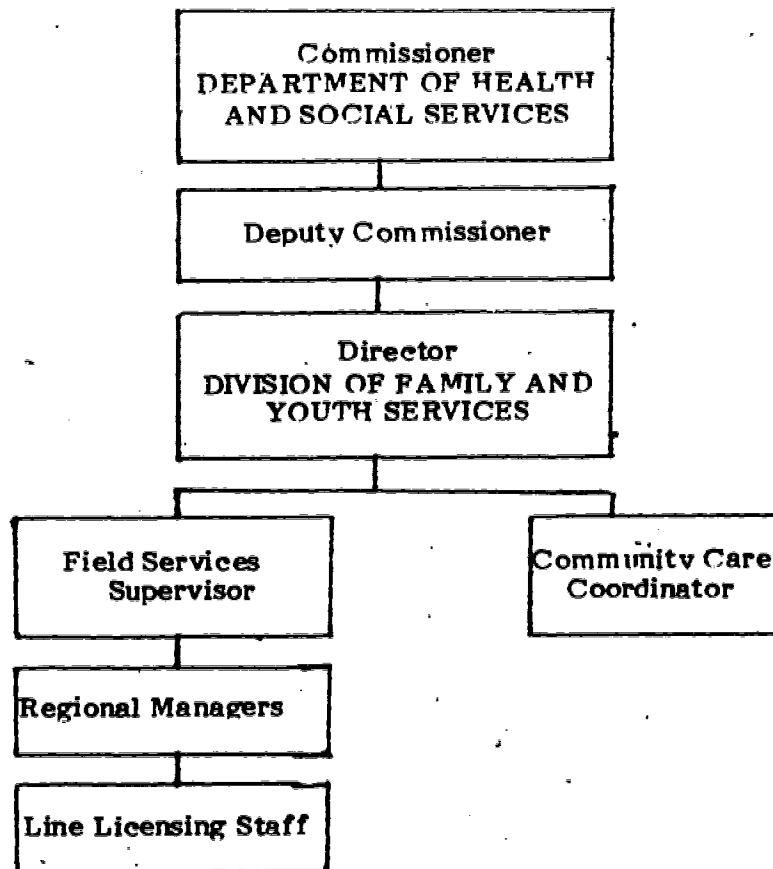 Commissioner
DEPARTMENT OF HEALTH
AND SOCIAL SERVICES
Deputy Commissioner
Director
DIVISION OF FAMILY AND
YOUTH SERVICES
Field Services
Supervisor
Community Care
Coordinator
Regional Managers
Line Licensing Staff